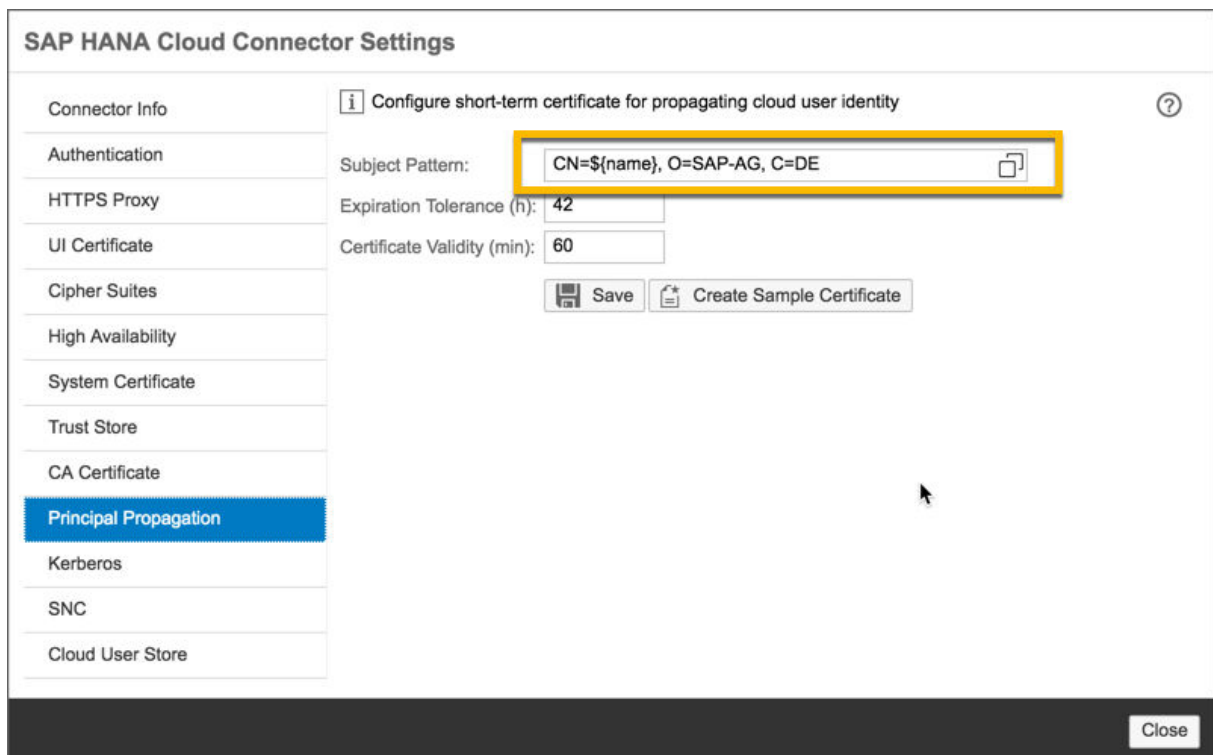 SAP HANA Cloud Connector Settings
Connector Info
Authentication
HTTPS Proxy
UI Certificate
Cipher Suites
High Availability
System Certificate
Trust Store
CA Certificate
Principal Propagation
Kerberos
SNC
Cloud User Store
i Configure short-term certificate for propagating cloud user identity ?
Subject Pattern: CN=${name}, O=SAP-AG, C=DE
Expiration Tolerance (h): 42
Certificate Validity (min): 60
Save Create Sample Certificate
Close